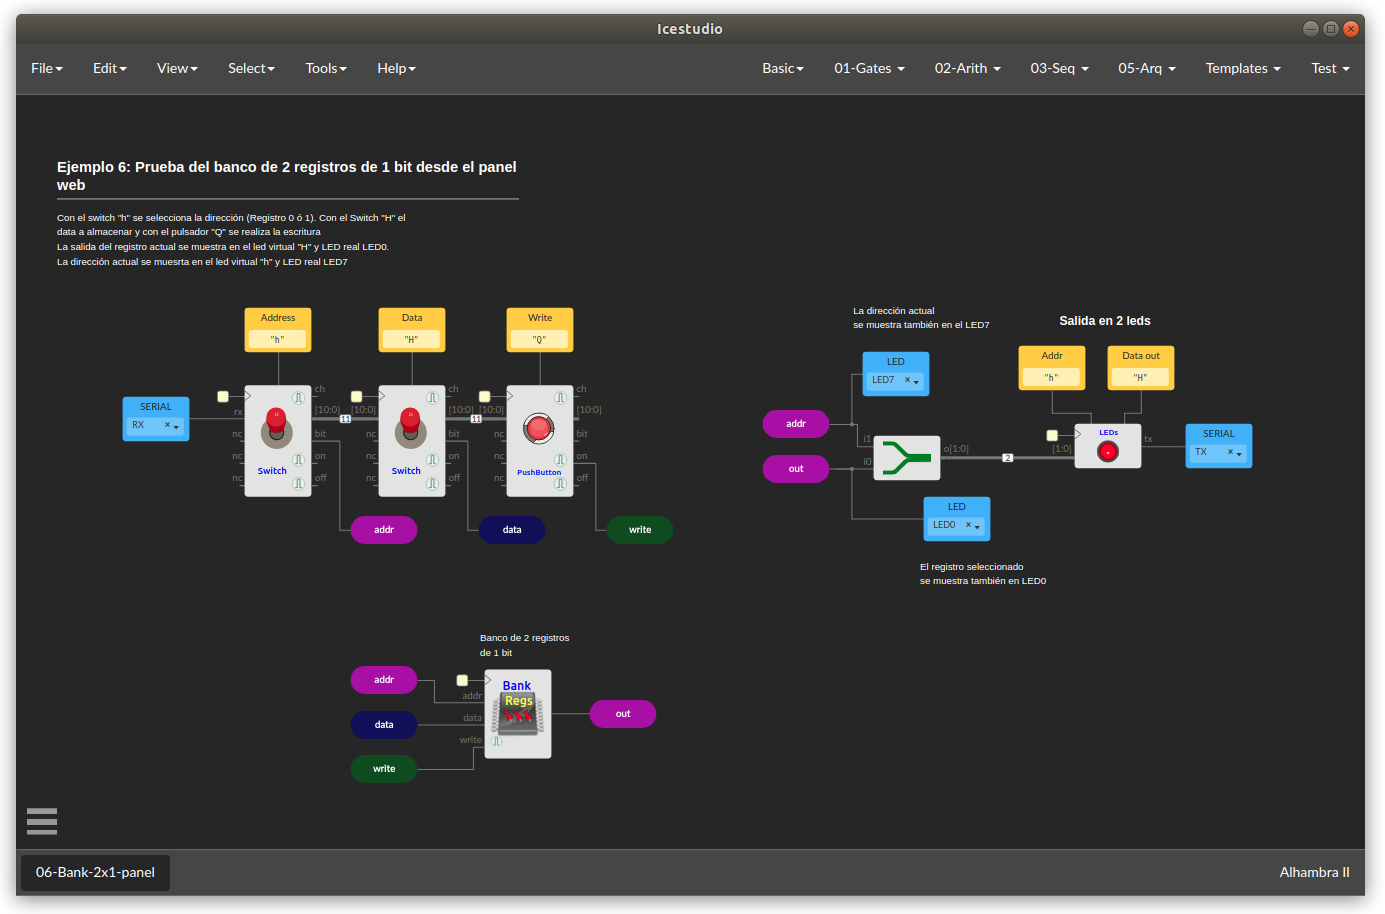 Icestudio
File Edit View Select Tools Help Basic 01-Gates 02-Arith 03-Seq 05-Arq Templates Test
Ejemplo 6: Prueba del banco de 2 registros de 1 bit desde el panel
web
Con el switch "h" se selecciona la dirección (Registro 0 ó 1). Con el Switch "H" el
data a almacenar y con el pulsador "Q" se realiza la escritura
La salida del registro actual se muestra en el led virtual "H" y LED real LED0.
La dirección actual se muesrta en el led virtual "h" y LED real LED7
Address
"h"
Data
"H"
Write
"Q"
SERIAL
RX
rx
nc
nc
nc
ch
[10:0]
bit
on
off
Switch
11
[10:0]
nc
nc
nc
ch
[10:0]
bit
on
off
Switch
11
[10:0]
nc
nc
nc
ch
[10:0]
bit
on
off
PushButton
addr
data
write
La dirección actual
se muestra también en el LED7
Salida en 2 leds
LED
LED7
Addr
"h"
Data out
"H"
addr
out
i1
i0
o[1:0]
2
[1:0]
LEDs
tx
SERIAL
TX
LED
LED0
El registro seleccionado
se muestra también en LED0
Banco de 2 registros
de 1 bit
addr
data
write
addr
data
write
Bank
Regs
out
06-Bank-2x1-panel
Alhambra II